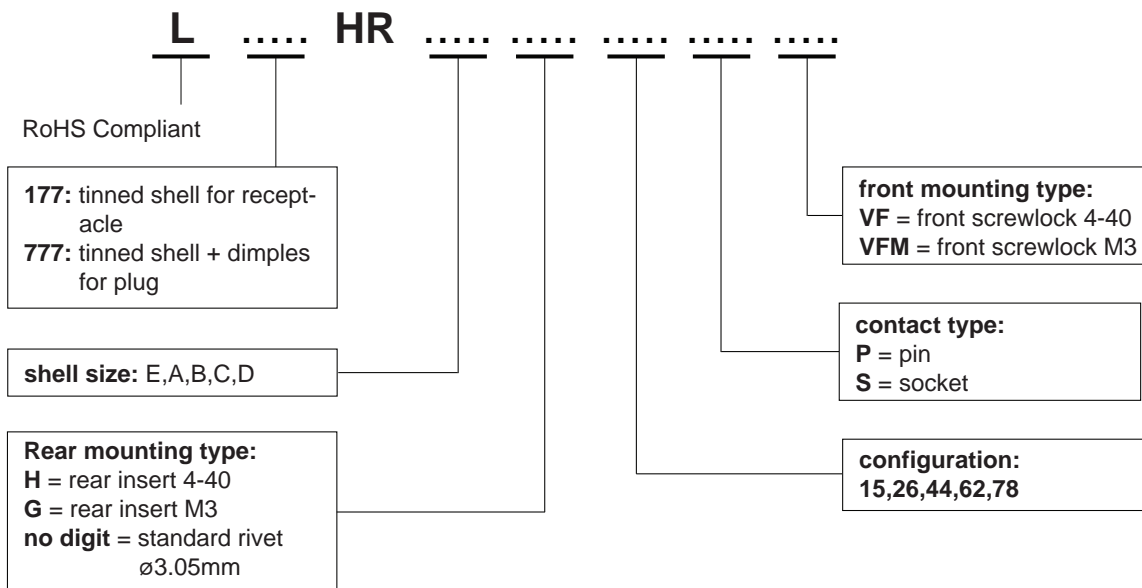 L ..... HR ..... ..... ..... ..... .....
RoHS Compliant
177: tinned shell for recept-
acle
777: tinned shell + dimples
for plug
shell size: E,A,B,C,D
Rear mounting type:
H = rear insert 4-40
G = rear insert M3
no digit = standard rivet
ø3.05mm
front mounting type:
VF = front screwlock 4-40
VFM = front screwlock M3
contact type:
P = pin
S = socket
configuration:
15,26,44,62,78